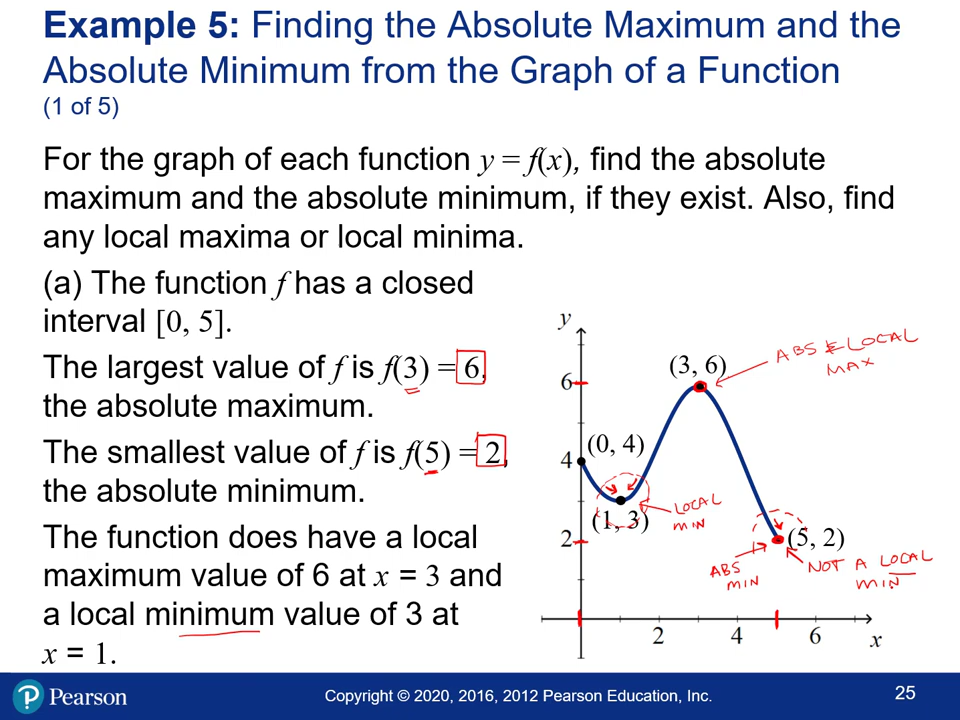 Example 5: Finding the Absolute Maximum and the
Absolute Minimum from the Graph of a Function
(1 of 5)
For the graph of each function y = f(x), find the absolute
maximum and the absolute minimum, if they exist. Also, find
any local maxima or local minima.
(a) The function f has a closed
interval [0, 5].
The largest value of f is f(3) = 6,
the absolute maximum.
The smallest value of f is f(5) = 2,
the absolute minimum.
The function does have a local
maximum value of 6 at x = 3 and
a local minimum value of 3 at
x = 1.
y
ABS & LOCAL
MAX
(3, 6)
6
(0, 4)
4
LOCAL
MIN
(1, 3)
2
(5, 2)
ABS
MIN
NOT A LOCAL
MIN
2 4 6 x
Pearson
Copyright © 2020, 2016, 2012 Pearson Education, Inc.
25